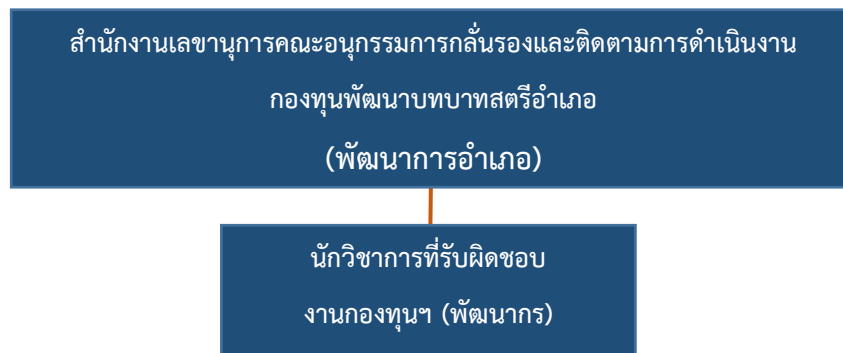 สำนักงานเลขานุการคณะอนุกรรมการกลั่นรองและติดตามการดำเนินงาน
กองทุนพัฒนาบทบาทสตรีอำเภอ
(พัฒนาการอำเภอ)
นักวิชาการที่รับผิดชอบ
งานกองทุนฯ (พัฒนากร)